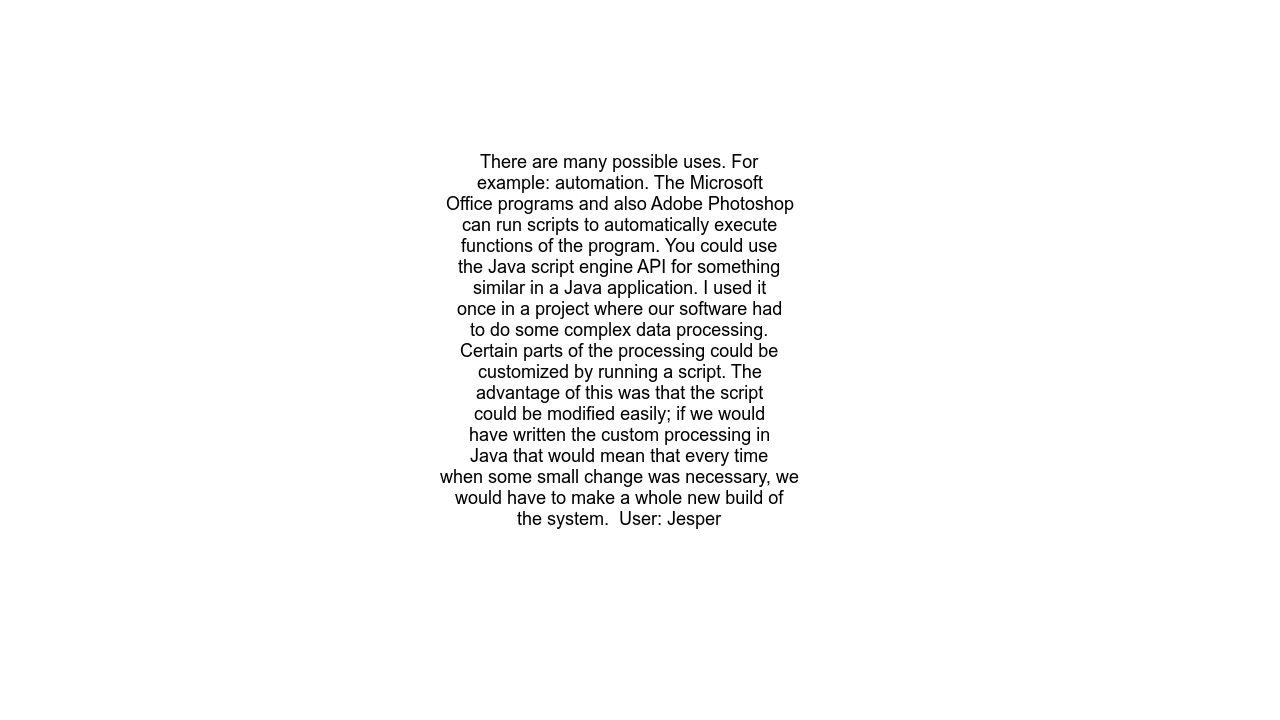 There are many possible uses. For
example: automation. The Microsoft
Office programs and also Adobe Photoshop
can run scripts to automatically execute
functions of the program. You could use
the Java script engine API for something
similar in a Java application. I used it
once in a project where our software had
to do some complex data processing.
Certain parts of the processing could be
customized by running a script. The
advantage of this was that the script
could be modified easily; if we would
have written the custom processing in
Java that would mean that every time
when some small change was necessary, we
would have to make a whole new build of
the system.  User: Jesper